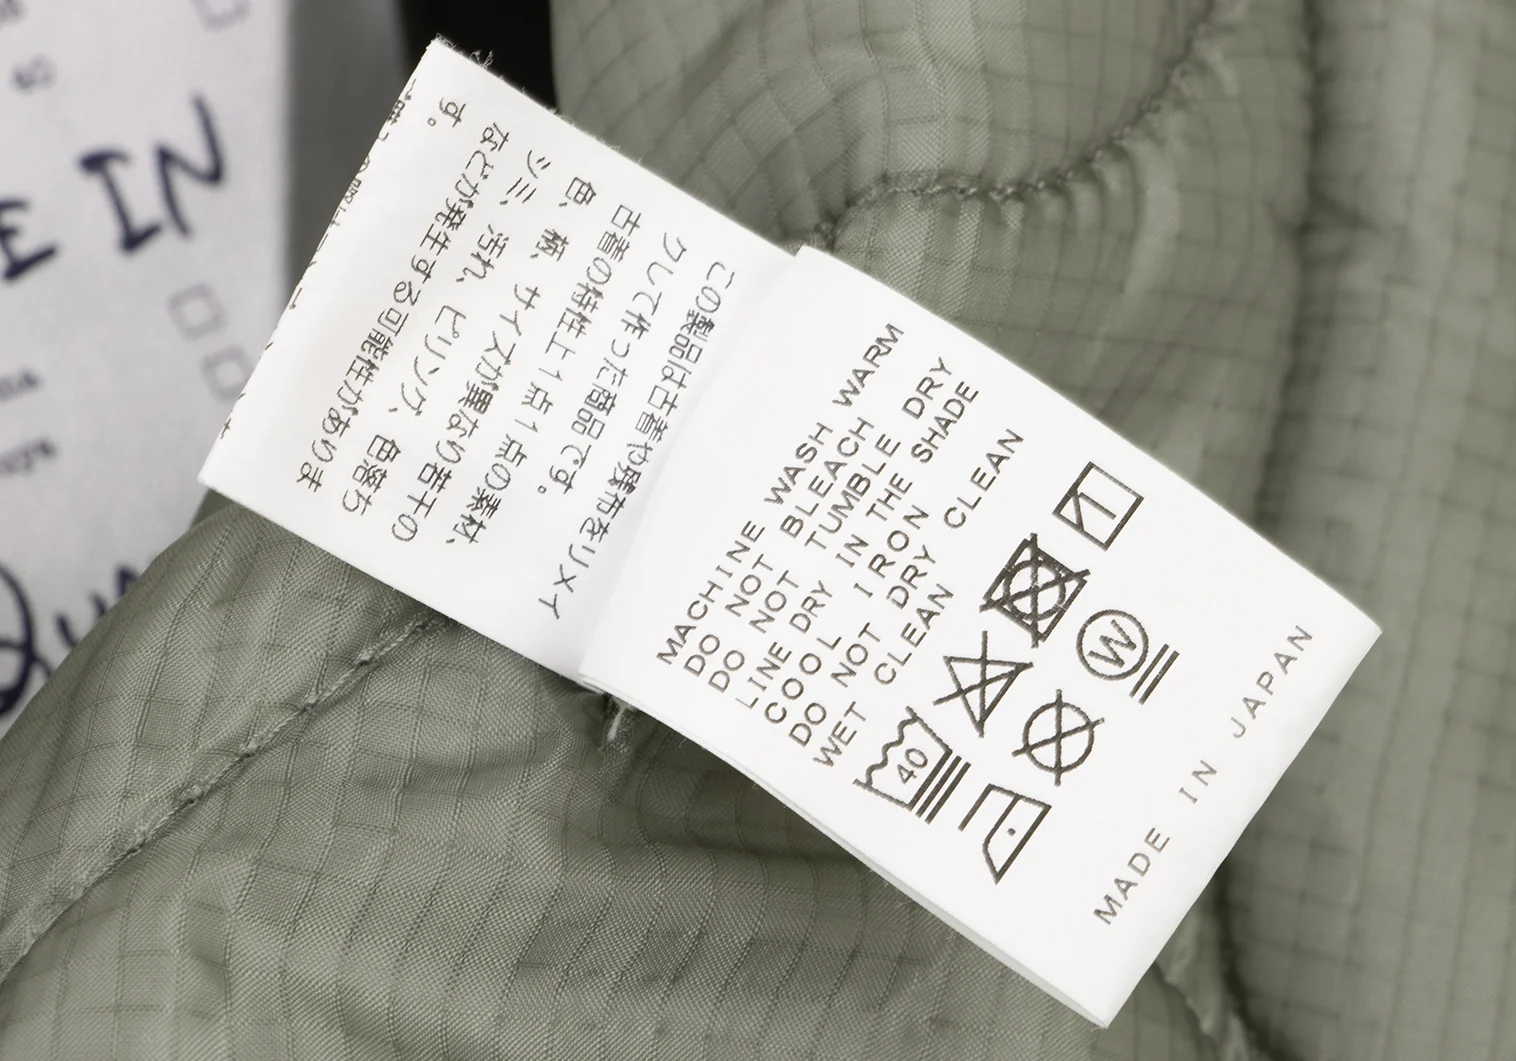 この製品は古着や残布をリメイ
クして作った商品です。
古着の特性上1点1点の素材、
色、柄、サイズが異なり若干の
シミ、汚れ、ピリング、色落ち
などが発生する可能性がありま
す。
MACHINE WASH WARM
DO NOT BLEACH
DO NOT TUMBLE DRY
LINE DRY IN THE SHADE
COOL IRON
DO NOT DRY CLEAN
WET CLEAN
40
W
MADE IN JAPAN
IN